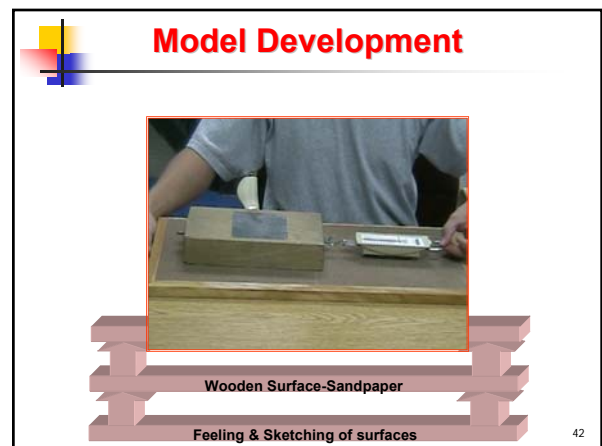 Model Development
Wooden Surface-Sandpaper
Feeling & Sketching of surfaces
42